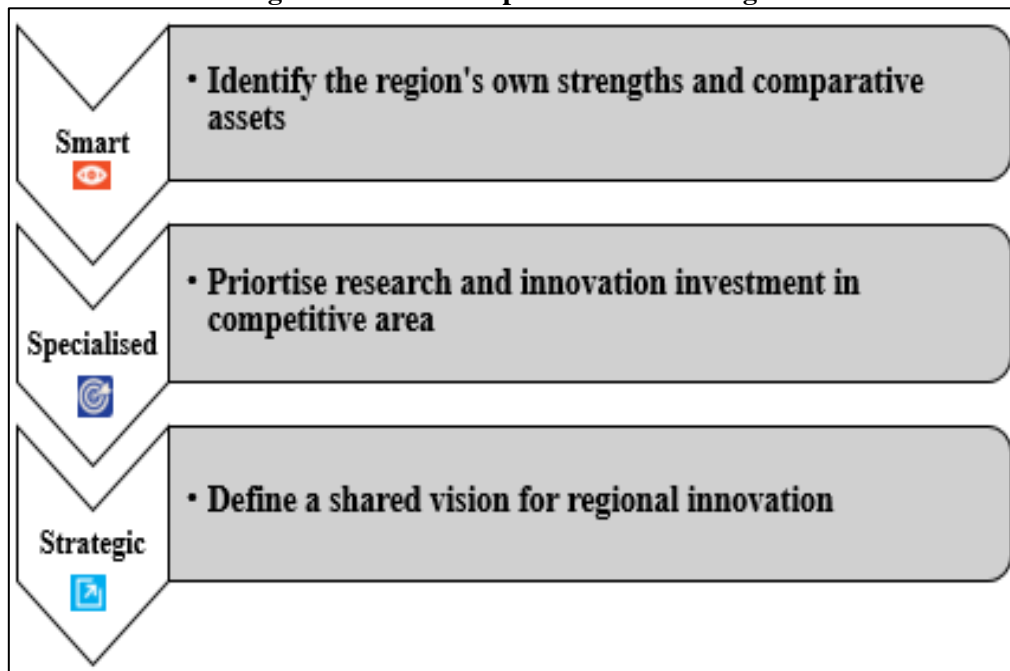 Smart
• Identify the region's own strengths and comparative
assets
Specialised
• Priortise research and innovation investment in
competitive area
Strategic
• Define a shared vision for regional innovation